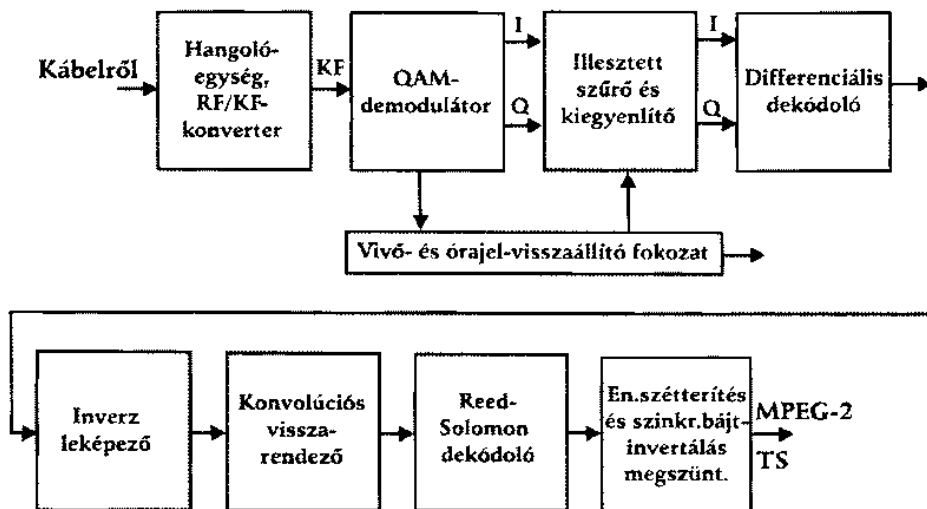 Kábelről
Hangoló-
egység,
RF/KF-
konverter
KF
QAM-
demodulátor
I
Q
Illesztett
szűrő és
kiegyenlítő
I
Q
Differenciális
dekódoló
Vivő- és órajel-visszaállító fokozat
Inverz
leképező
Konvolúciós
vissza-
rendező
Reed-
Solomon
dekódoló
En.szétterítés
és szinkr.bájt-
invertálás
megszünt.
MPEG-2
TS